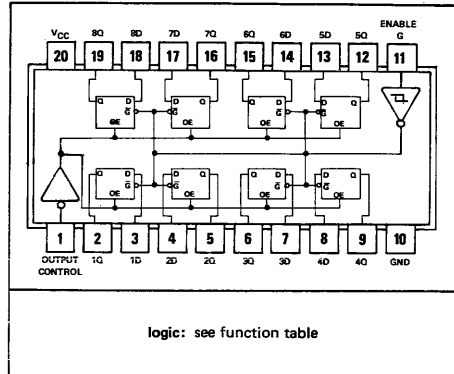 VCC 8Q 8D 7D 7Q 6Q 6D 5D 5Q ENABLE G
20 19 18 17 16 15 14 13 12 11
Q D D Q Q D D Q
G G G G
OE OE OE OE
Q D D Q Q D D Q
G G G G
OE OE OE OE
1 2 3 4 5 6 7 8 9 10
OUTPUT CONTROL 1Q 1D 2D 2Q 3Q 3D 4D 4Q GND
logic: see function table